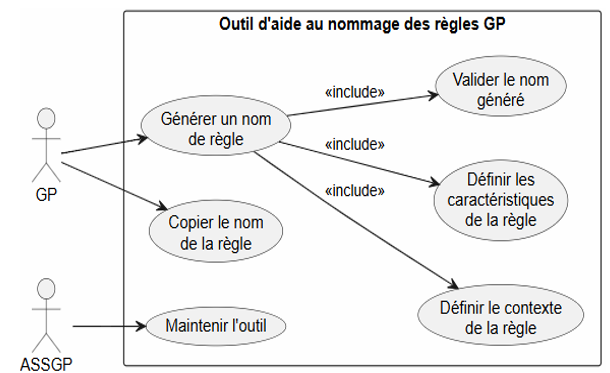 Outil d'aide au nommage des règles GP
Valider le nom
généré
«include»
Générer un nom
de règle
«include»
«include»
Définir les
caractéristiques
de la règle
GP
Copier le nom
de la règle
Définir le contexte
de la règle
Maintenir l'outil
ASSGP